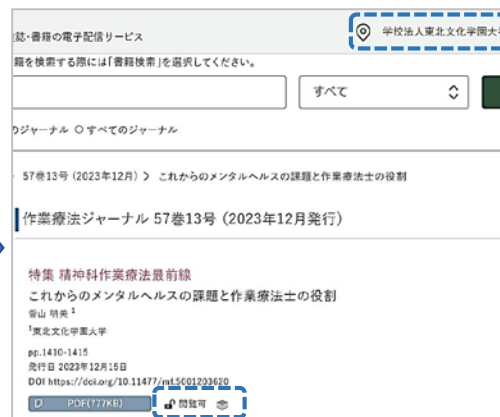 誌・書籍の電子配信サービス
学校法人東北文化学園大
籍を検索する際には「書籍検索」を選択してください。
すべて
のジャーナル すべてのジャーナル
57巻13号 (2023年12月) これからのメンタルヘルスの課題と作業療法士の役割
作業療法ジャーナル 57巻13号 (2023年12月発行)
特集 精神科作業療法最前線
これからのメンタルヘルスの課題と作業療法士の役割
香山 明美 1
1東北文化学園大学
pp.1410-1415
発行日 2023年12月15日
DOI https://doi.org/10.11477/mf.5001203620
PDF(777KB) 閲覧可